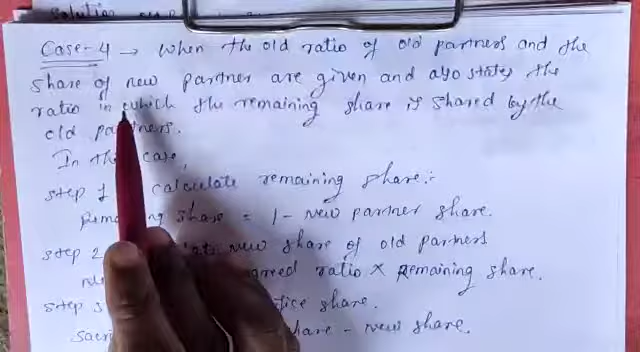 Solution
Case-4 → When the old ratio of old partners and the
share of new partner are given and also states the
ratio in which the remaining share is shared by the
old partners.
In this case,
Step 1 calculate remaining share:-
share = 1 - new partner share.
Step 2 new share of old partners
agreed ratio × Remaining share.
Step 3 share.
share - new share.